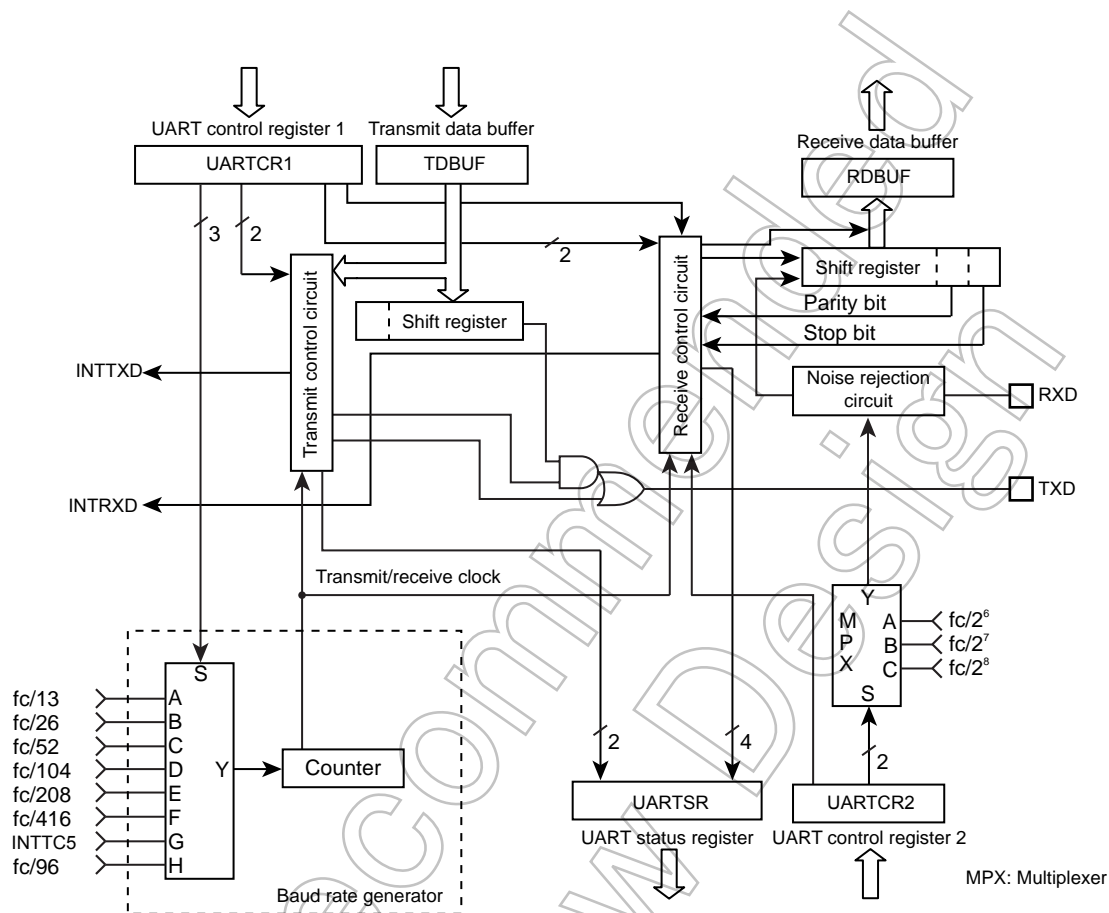 UART control register 1
Transmit data buffer
Receive data buffer
UARTCR1
TDBUF
RDBUF
3
2
2
Transmit control circuit
Receive control circuit
Shift register
Shift register
Parity bit
Stop bit
INTTXD
Noise rejection
circuit
RXD
INTRXD
TXD
Transmit/receive clock
S
A
B
C
D
E
F
G
H
Y
fc/13
fc/26
fc/52
fc/104
fc/208
fc/416
INTTC5
fc/96
Counter
Baud rate generator
Y
M
P
X
A
B
C
S
fc/2⁶
fc/2⁷
fc/2⁸
2
4
2
UARTSR
UARTCR2
UART status register
UART control register 2
MPX: Multiplexer
ecommended
w Design